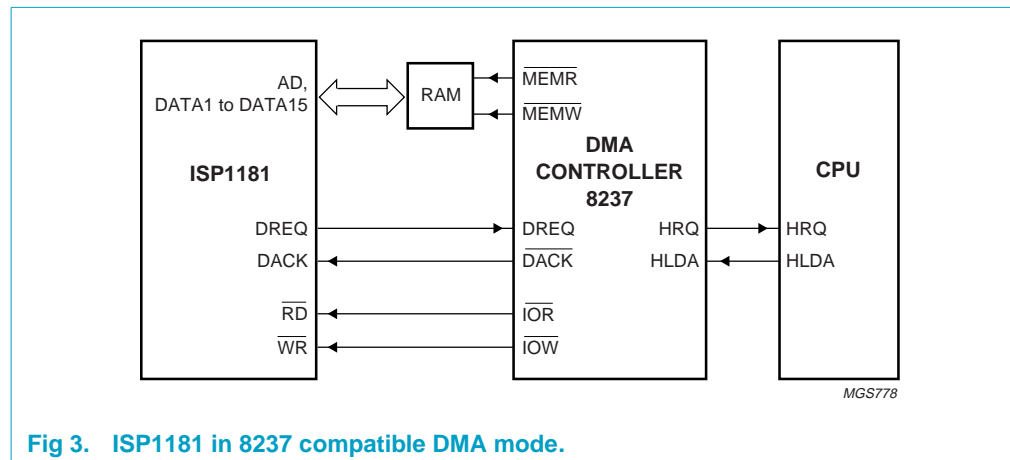 AD,
DATA1 to DATA15
RAM
MEMR
MEMW
ISP1181
DMA
CONTROLLER
8237
CPU
DREQ
DREQ
HRQ
HRQ
DACK
DACK
HLDA
HLDA
RD
IOR
WR
IOW
MGS778
Fig 3. ISP1181 in 8237 compatible DMA mode.